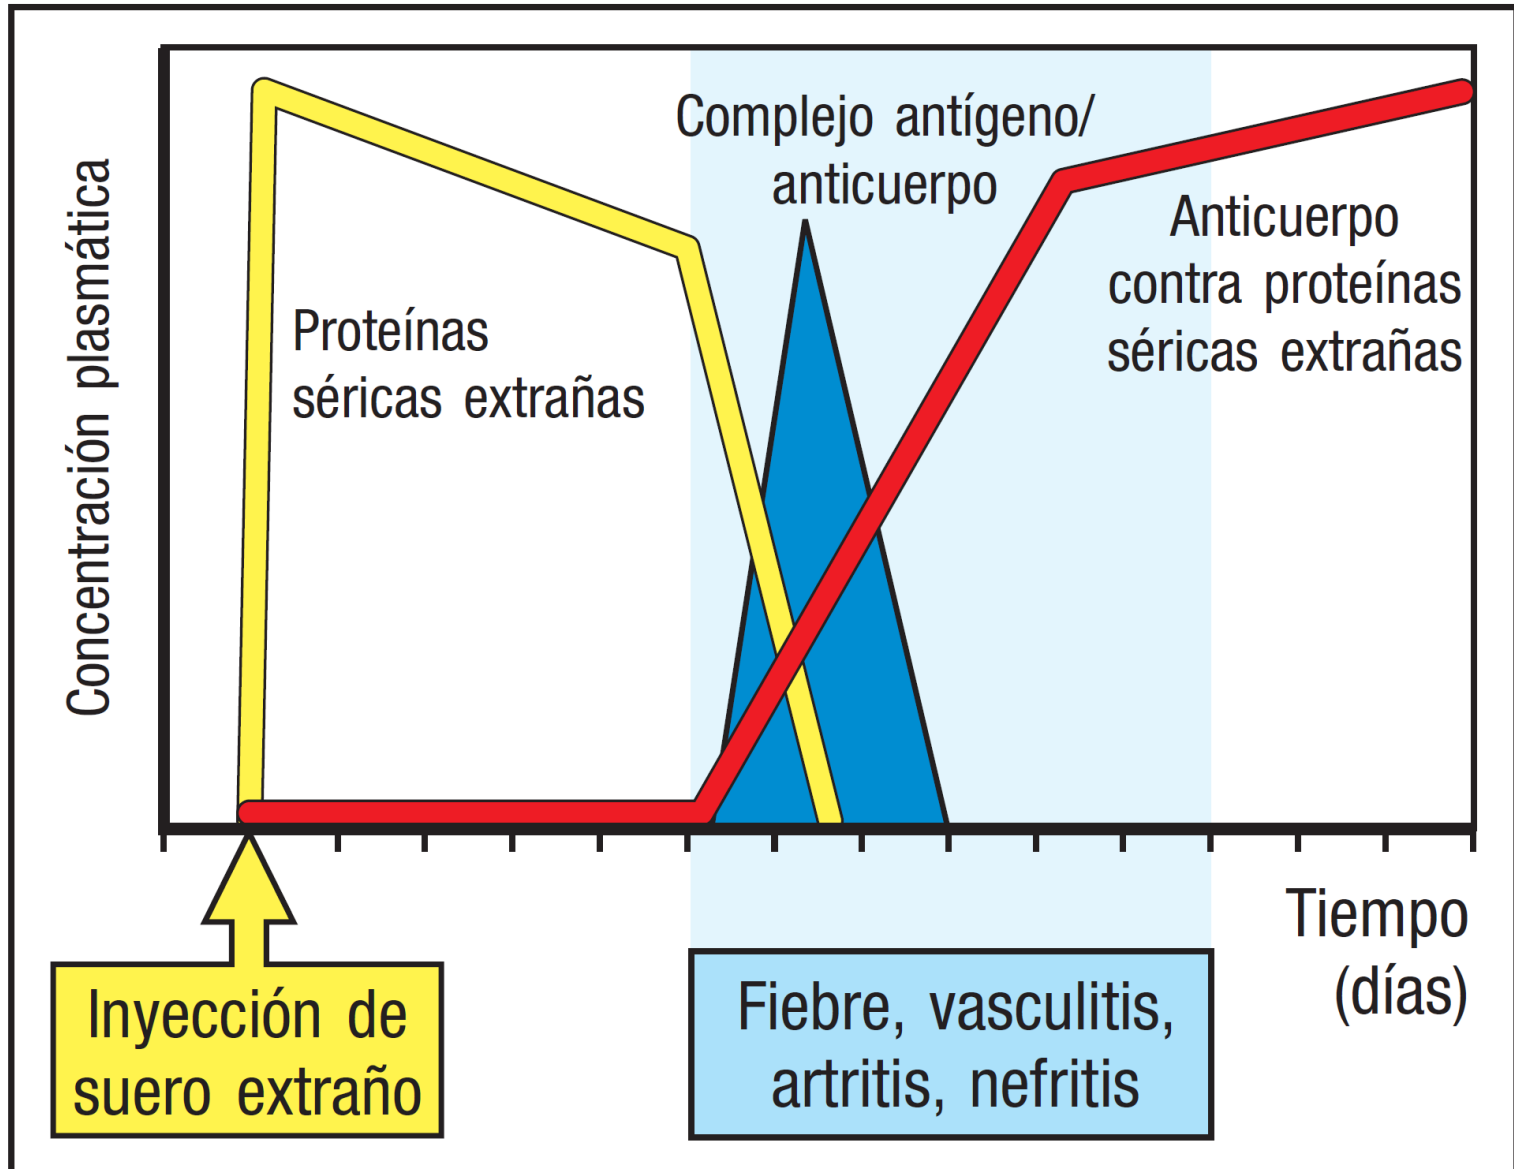 Concentración plasmática
Proteínas
séricas extrañas
Complejo antígeno/
anticuerpo
Anticuerpo
contra proteínas
séricas extrañas
Tiempo
(días)
Inyección de
suero extraño
Fiebre, vasculitis,
artritis, nefritis